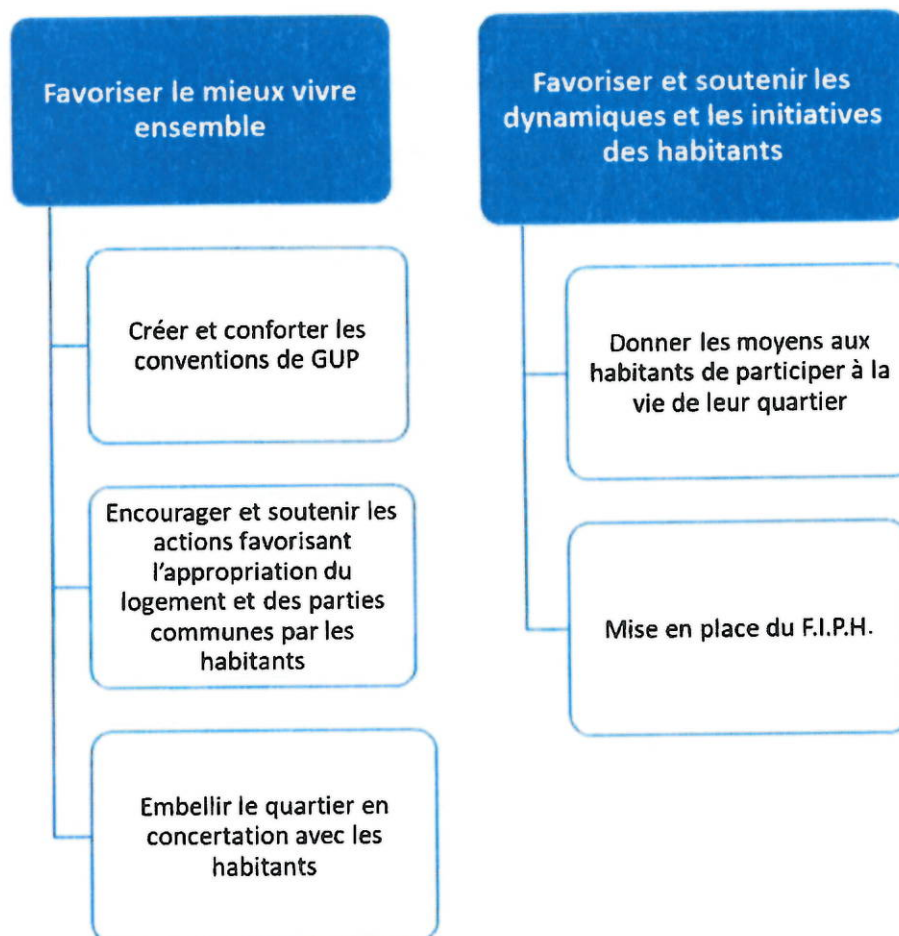 Favoriser le mieux vivre
ensemble
Créer et conforter les
conventions de GUP
Encourager et soutenir les
actions favorisant
l'appropriation du
logement et des parties
communes par les
habitants
Embellir le quartier en
concertation avec les
habitants
Favoriser et soutenir les
dynamiques et les initiatives
des habitants
Donner les moyens aux
habitants de participer à la
vie de leur quartier
Mise en place du F.I.P.H.